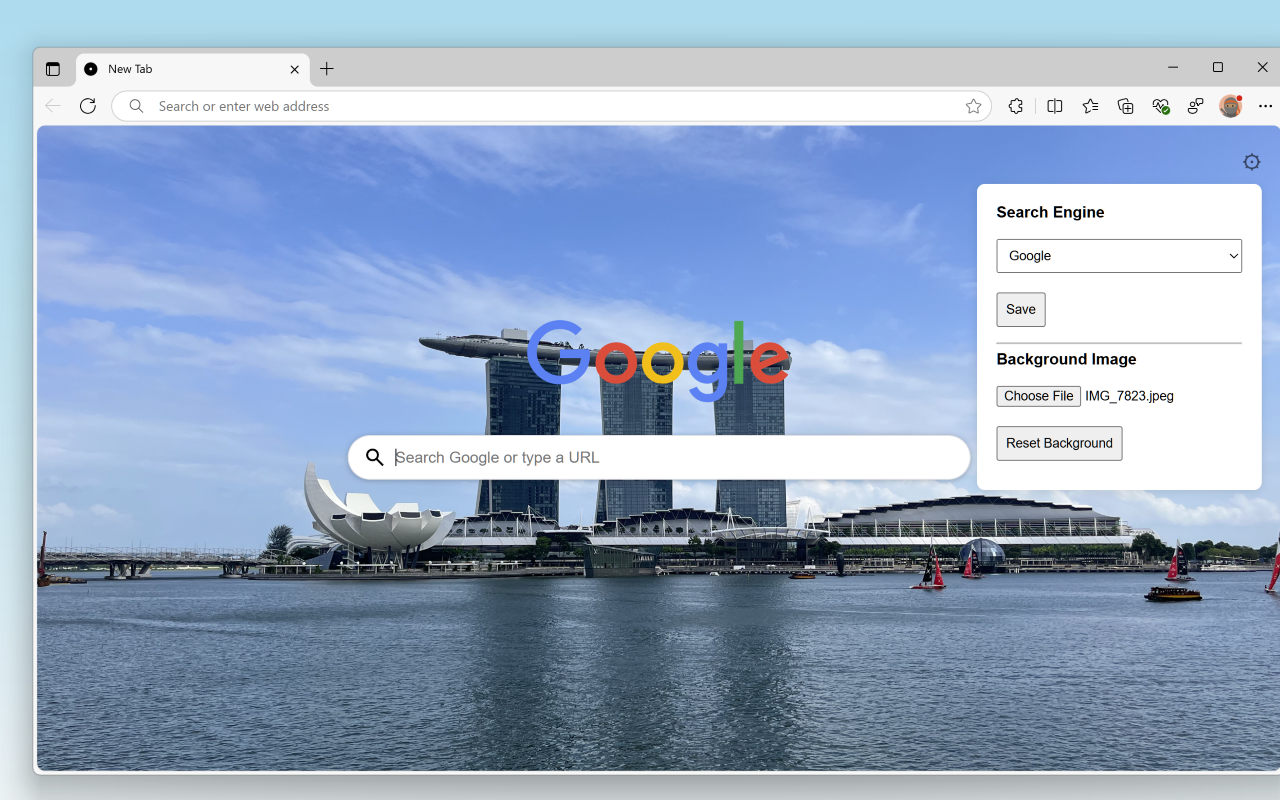 New Tab
Search or enter web address
Search Engine
Google
Save
Background Image
Choose File IMG_7823.jpeg
Reset Background
Google
Search Google or type a URL